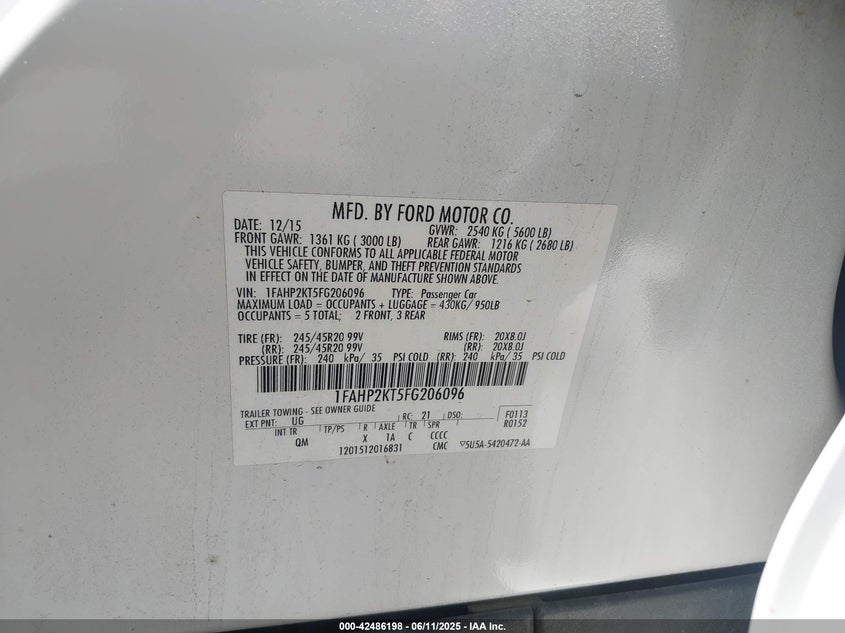 MFD. BY FORD MOTOR CO.
DATE: 12/15 GVWR: 2540 KG ( 5600 LB)
FRONT GAWR: 1361 KG ( 3000 LB) REAR GAWR: 1216 KG ( 2680 LB)
THIS VEHICLE CONFORMS TO ALL APPLICABLE FEDERAL MOTOR
VEHICLE SAFETY, BUMPER, AND THEFT PREVENTION STANDARDS
IN EFFECT ON THE DATE OF MANUFACTURE SHOWN ABOVE.
VIN: 1FAHP2KT5FG206096 TYPE: Passenger Car
MAXIMUM LOAD = OCCUPANTS + LUGGAGE = 430KG/ 950LB
OCCUPANTS = 5 TOTAL; 2 FRONT, 3 REAR
TIRE (FR): 245/45R20 99V RIMS (FR): 20X8.0J
(RR): 245/45R20 99V (RR): 20X8.0J
PRESSURE (FR): 240 kPa/ 35 PSI COLD (RR): 240 kPa/ 35 PSI COLD
1FAHP2KT5FG206096
TRAILER TOWING - SEE OWNER GUIDE
EXT PNT: UG RC: 21 DSO: F0113
R0152
INT TR TP/PS R AXLE TR SPR
QM X 1A C CCCC
1201512016831 CMC 5U5A-5420472-AA
000-42486198 - 06/11/2025 - IAA Inc.